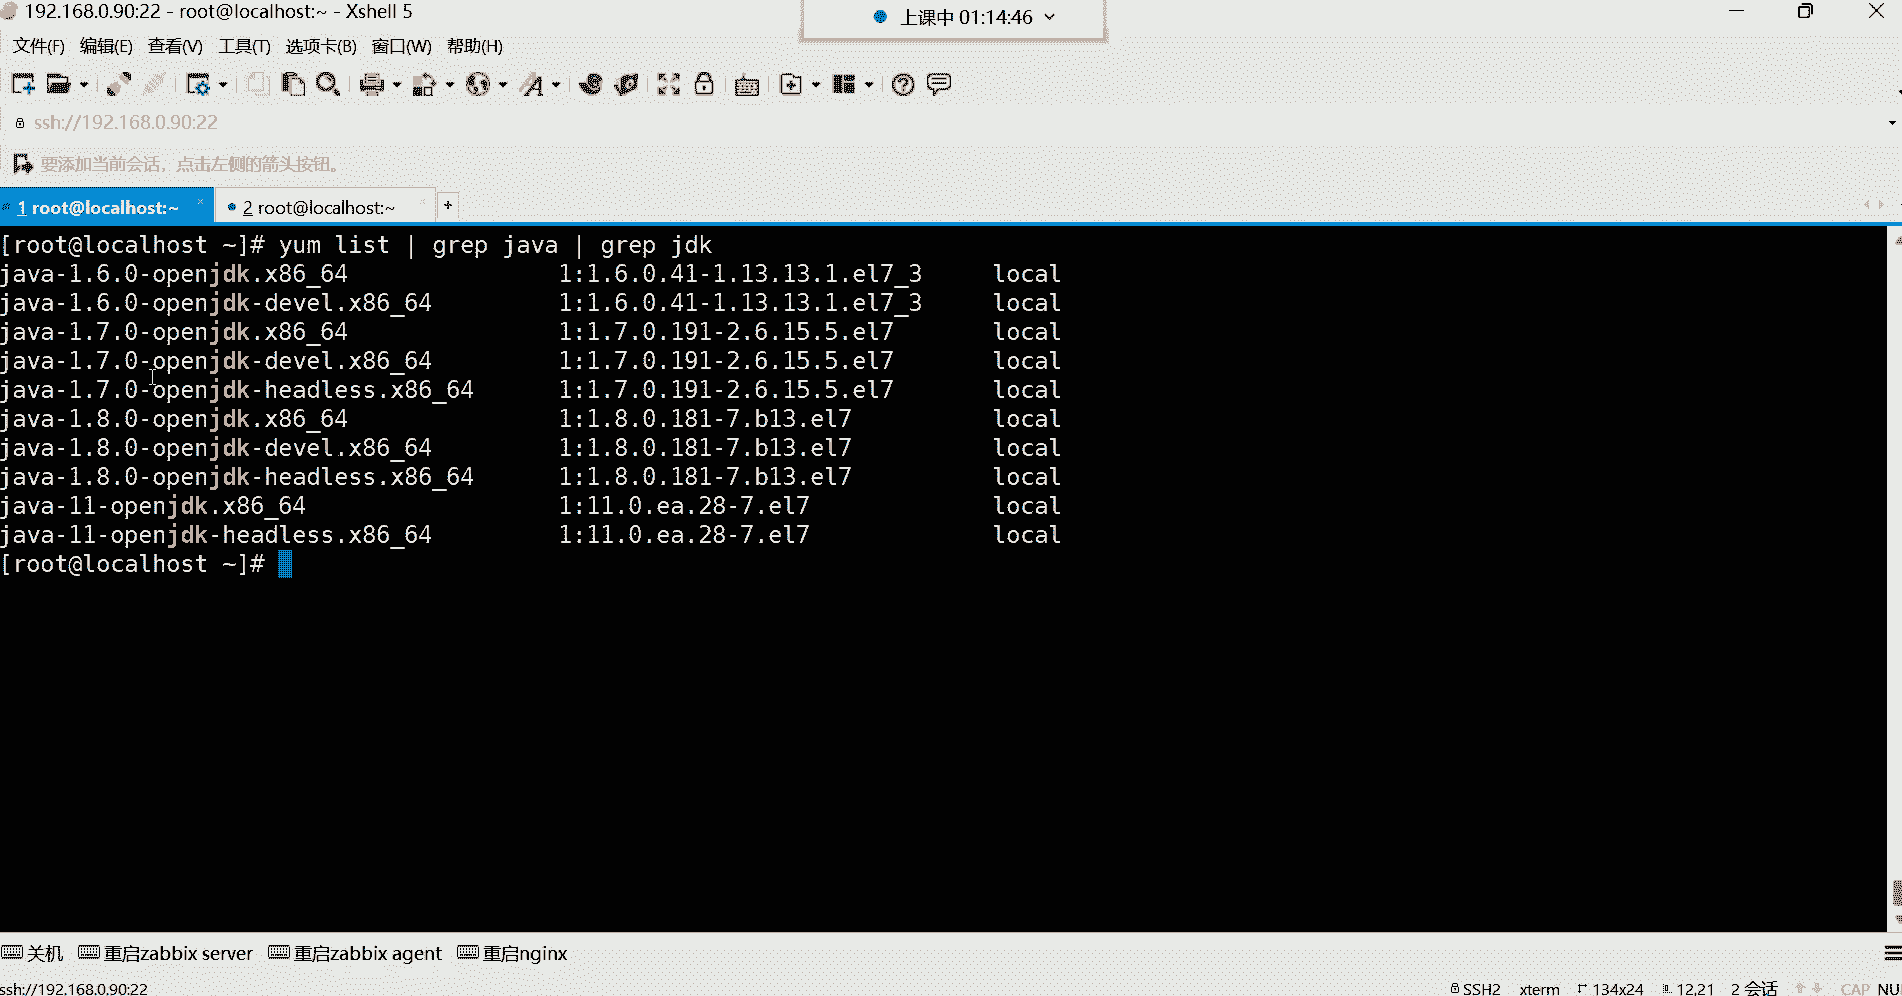 192.168.0.90:22 - root@localhost:~ - Xshell 5
上课中 01:14:46
文件(F) 编辑(E) 查看(V) 工具(T) 选项卡(B) 窗口(W) 帮助(H)
ssh://192.168.0.90:22
要添加当前会话，点击左侧的箭头按钮。
1 root@localhost:~ × 2 root@localhost:~ × +
[root@localhost ~]# yum list | grep java | grep jdk
java-1.6.0-openjdk.x86_64 1:1.6.0.41-1.13.13.1.el7_3 local
java-1.6.0-openjdk-devel.x86_64 1:1.6.0.41-1.13.13.1.el7_3 local
java-1.7.0-openjdk.x86_64 1:1.7.0.191-2.6.15.5.el7 local
java-1.7.0-openjdk-devel.x86_64 1:1.7.0.191-2.6.15.5.el7 local
java-1.7.0-openjdk-headless.x86_64 1:1.7.0.191-2.6.15.5.el7 local
java-1.8.0-openjdk.x86_64 1:1.8.0.181-7.b13.el7 local
java-1.8.0-openjdk-devel.x86_64 1:1.8.0.181-7.b13.el7 local
java-1.8.0-openjdk-headless.x86_64 1:1.8.0.181-7.b13.el7 local
java-11-openjdk.x86_64 1:11.0.ea.28-7.el7 local
java-11-openjdk-headless.x86_64 1:11.0.ea.28-7.el7 local
[root@localhost ~]#
关机 重启zabbix server 重启zabbix agent 重启nginx
ssh://192.168.0.90:22 SSH2 xterm 134x24 12,21 2 会话 CAP NU